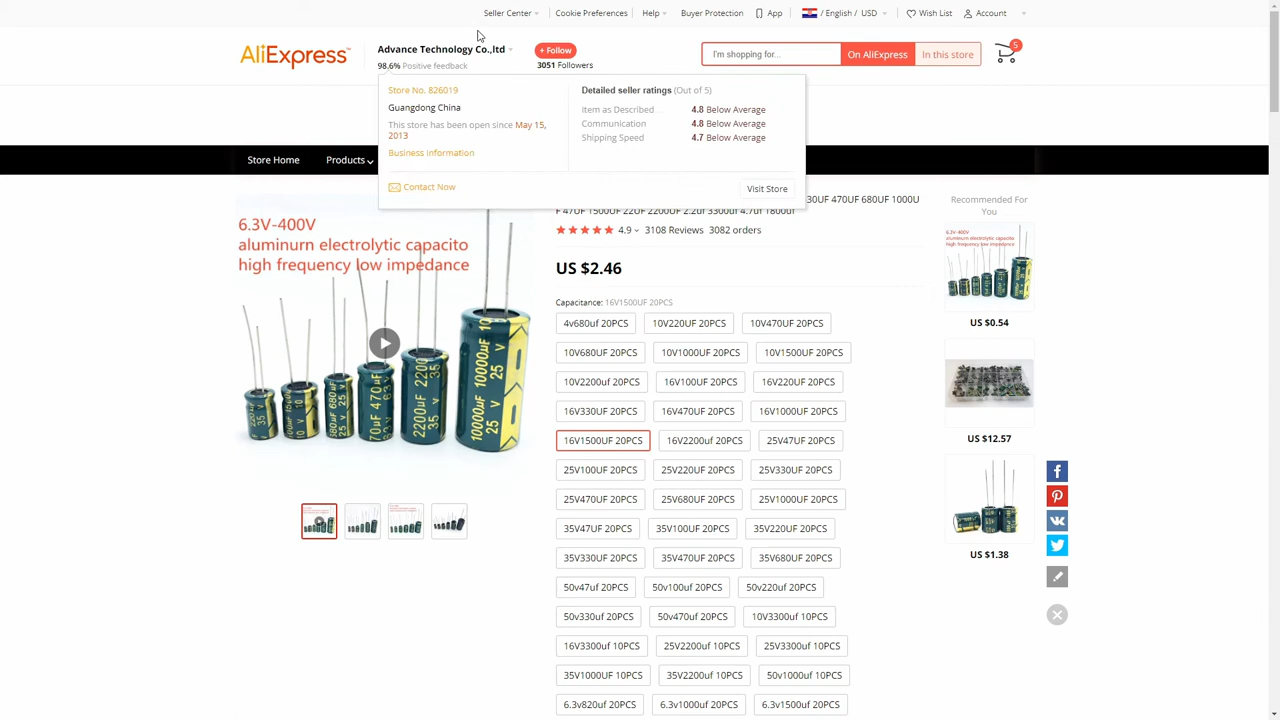 Seller Center
Cookie Preferences
Help
Buyer Protection
App
/ English / USD
Wish List
Account
AliExpress™
Advance Technology Co.,ltd
98.6% Positive feedback
+ Follow
3051 Followers
I'm shopping for...
On AliExpress
In this store
5
Store No. 826019
Guangdong China
This store has been open since May 15,
2013
Business information
Contact Now
Detailed seller ratings (Out of 5)
Item as Described 4.8 Below Average
Communication 4.8 Below Average
Shipping Speed 4.7 Below Average
Visit Store
Store Home
Products
6.3V-400V
aluminurn electrolytic capacito
high frequency low impedance
30UF 470UF 680UF 1000U
F 47UF 1500UF 22UF 2200UF 2.2uf 3300uf 4.7uf 1800uf
4.9 3108 Reviews 3082 orders
US $2.46
Capacitance: 16V1500UF 20PCS
4v680uf 20PCS 10V220UF 20PCS 10V470UF 20PCS
10V680UF 20PCS 10V1000UF 20PCS 10V1500UF 20PCS
10V2200uf 20PCS 16V100UF 20PCS 16V220UF 20PCS
16V330UF 20PCS 16V470UF 20PCS 16V1000UF 20PCS
16V1500UF 20PCS 16V2200uf 20PCS 25V47UF 20PCS
25V100UF 20PCS 25V220UF 20PCS 25V330UF 20PCS
25V470UF 20PCS 25V680UF 20PCS 25V1000UF 20PCS
35V47UF 20PCS 35V100UF 20PCS 35V220UF 20PCS
35V330UF 20PCS 35V470UF 20PCS 35V680UF 20PCS
50v47uf 20PCS 50v100uf 20PCS 50v220uf 20PCS
50v330uf 20PCS 50v470uf 20PCS 10V3300uf 10PCS
16V3300uf 10PCS 25V2200uf 10PCS 25V3300uf 10PCS
35V1000UF 10PCS 35V2200uf 10PCS 50v1000uf 10PCS
6.3v820uf 20PCS 6.3v1000uf 20PCS 6.3v1500uf 20PCS
Recommended For
You
US $0.54
US $12.57
US $1.38
2200µF
35 V
10000µF
25 V